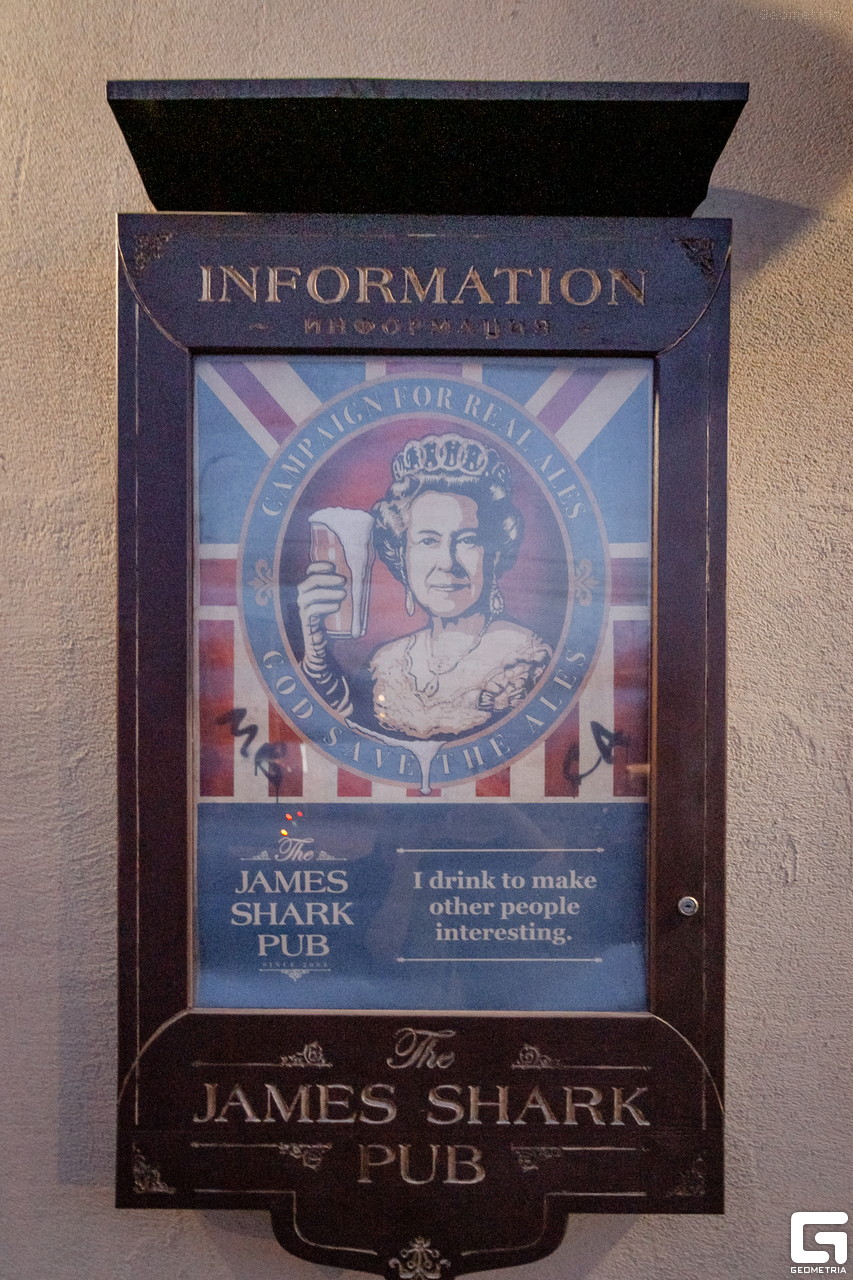 Geometria
INFORMATION
~ ИНФОРМАЦИЯ ~
CAMPAIGN FOR REAL ALES
GOD SAVE THE ALES
The
JAMES
SHARK
PUB
I drink to make
other people
interesting.
The
JAMES SHARK
PUB
GEOMETRIA